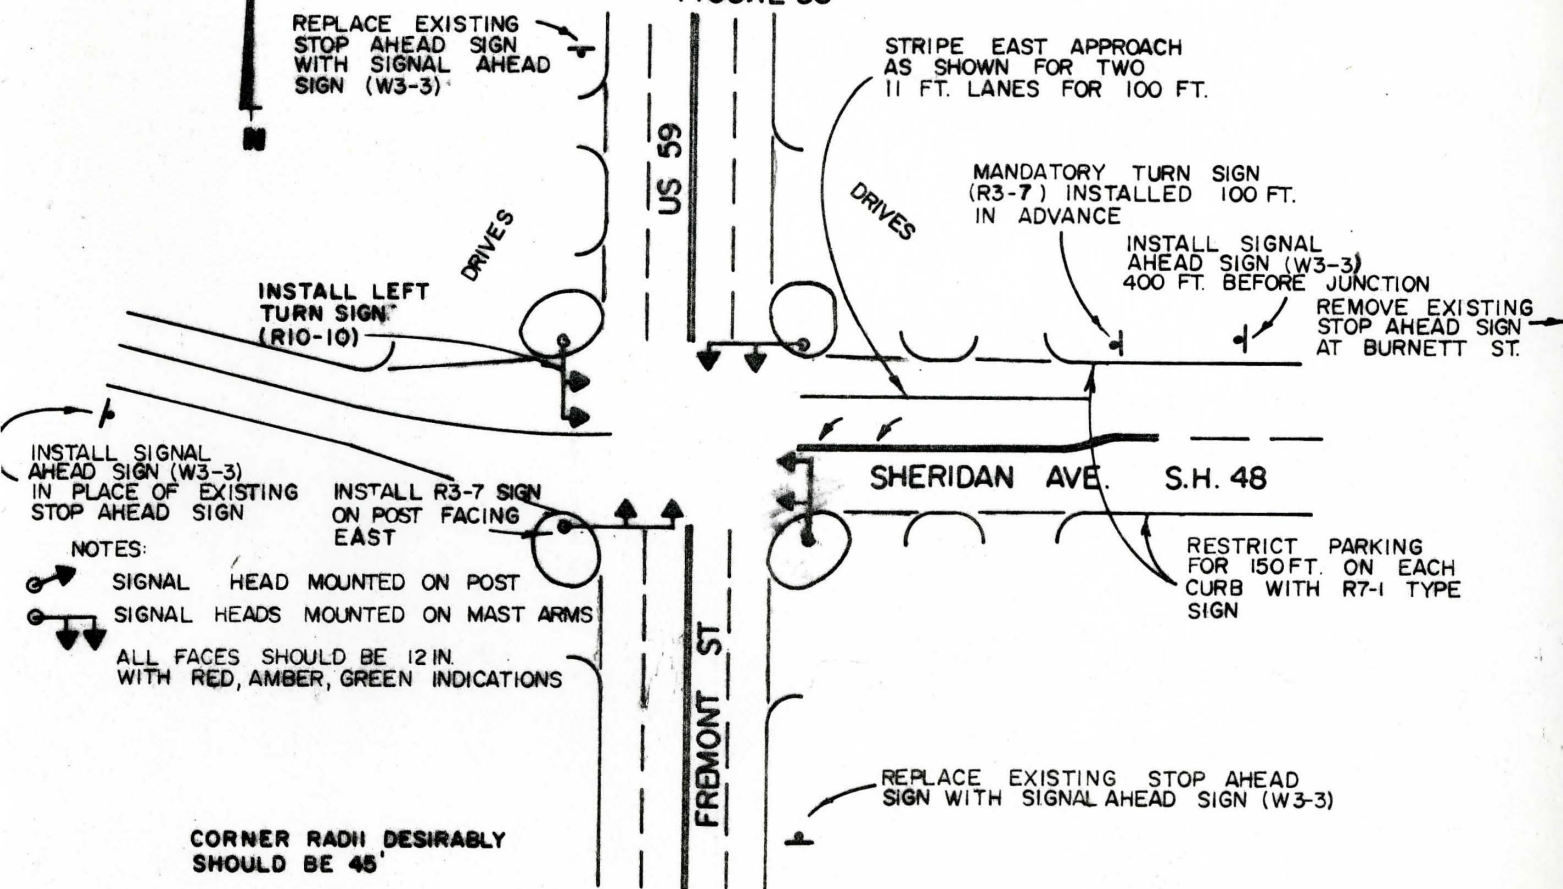 REPLACE EXISTING
STOP AHEAD SIGN
WITH SIGNAL AHEAD
SIGN (W3-3)
N
US 59
STRIPE EAST APPROACH
AS SHOWN FOR TWO
11 FT. LANES FOR 100 FT.
DRIVES
DRIVES
MANDATORY TURN SIGN
(R3-7) INSTALLED 100 FT.
IN ADVANCE
INSTALL SIGNAL
AHEAD SIGN (W3-3)
400 FT. BEFORE JUNCTION
REMOVE EXISTING
STOP AHEAD SIGN
AT BURNETT ST.
INSTALL LEFT
TURN SIGN
(R10-10)
INSTALL SIGNAL
AHEAD SIGN (W3-3)
IN PLACE OF EXISTING
STOP AHEAD SIGN
INSTALL R3-7 SIGN
ON POST FACING
EAST
SHERIDAN AVE. S.H. 48
RESTRICT PARKING
FOR 150 FT. ON EACH
CURB WITH R7-1 TYPE
SIGN
NOTES:
SIGNAL HEAD MOUNTED ON POST
SIGNAL HEADS MOUNTED ON MAST ARMS
ALL FACES SHOULD BE 12 IN.
WITH RED, AMBER, GREEN INDICATIONS
FREMONT ST
REPLACE EXISTING STOP AHEAD
SIGN WITH SIGNAL AHEAD SIGN (W3-3)
CORNER RADII DESIRABLY
SHOULD BE 45'